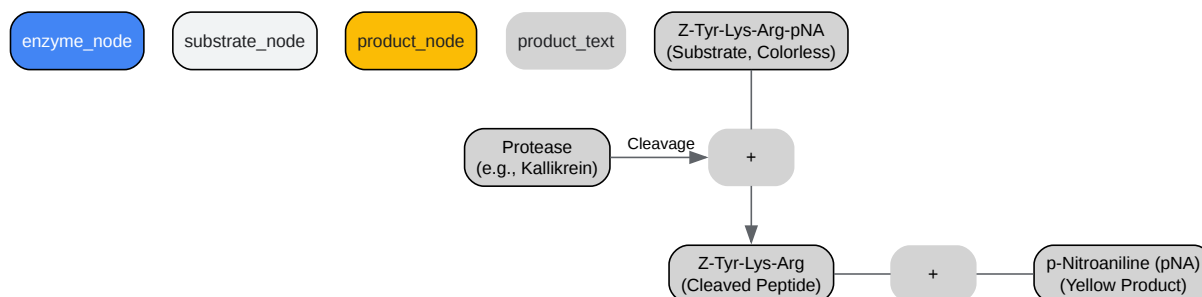 enzyme_node
substrate_node
product_node
product_text
Z-Tyr-Lys-Arg-pNA
(Substrate, Colorless)
Protease
(e.g., Kallikrein)
Cleavage
+
Z-Tyr-Lys-Arg
(Cleaved Peptide)
+
p-Nitroaniline (pNA)
(Yellow Product)